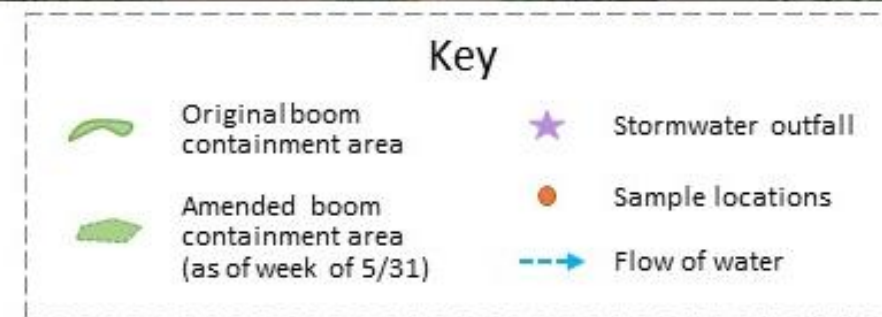 Key
Original boom
containment area
Amended boom
containment area
(as of week of 5/31)
Stormwater outfall
Sample locations
Flow of water